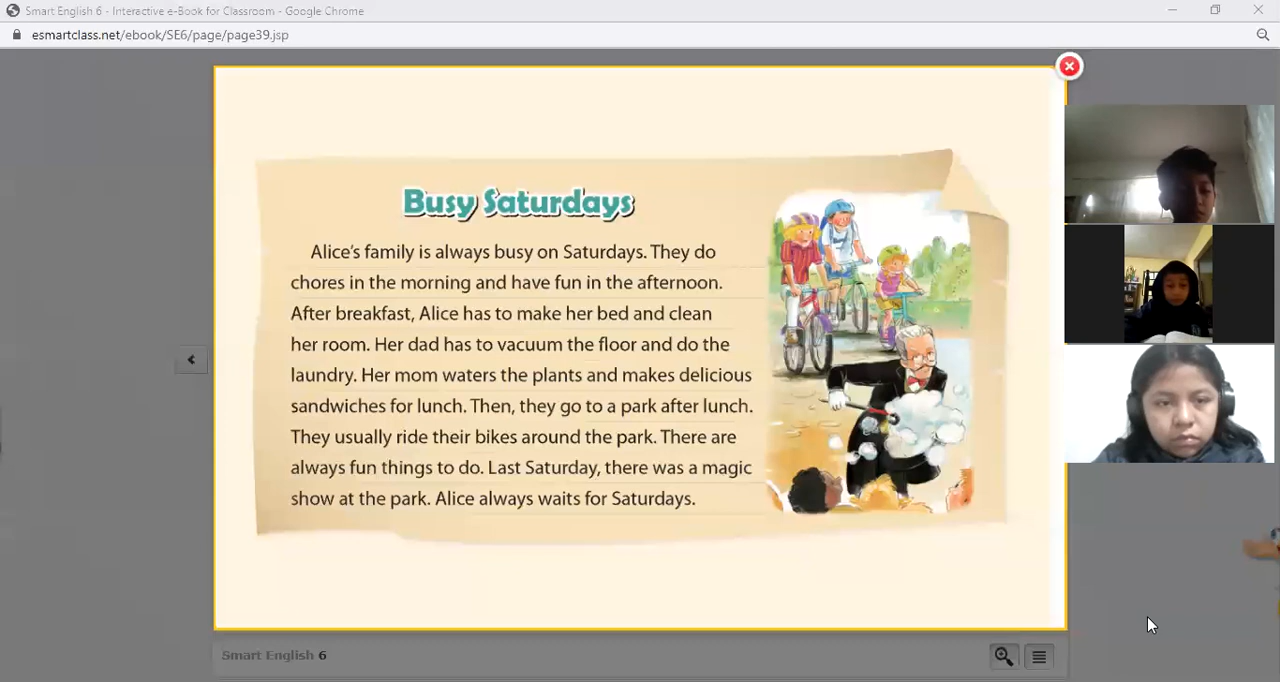 Smart English 6 - Interactive e-Book for Classroom - Google Chrome
esmartclass.net/ebook/SE6/page/page39.jsp
Busy Saturdays
Alice's family is always busy on Saturdays. They do
chores in the morning and have fun in the afternoon.
After breakfast, Alice has to make her bed and clean
her room. Her dad has to vacuum the floor and do the
laundry. Her mom waters the plants and makes delicious
sandwiches for lunch. Then, they go to a park after lunch.
They usually ride their bikes around the park. There are
always fun things to do. Last Saturday, there was a magic
show at the park. Alice always waits for Saturdays.
Smart English 6